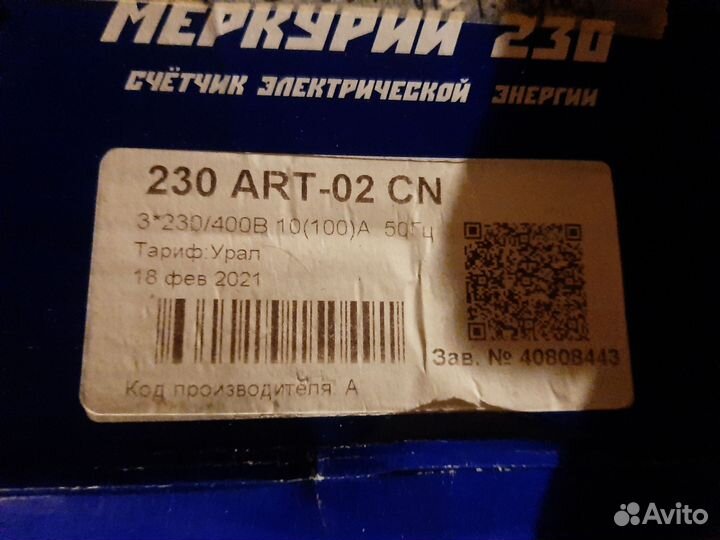 МЕРКУРИЙ 230
СЧЁТЧИК ЭЛЕКТРИЧЕСКОЙ ЭНЕРГИИ
230 ART-02 CN
3*230/400В 10(100)А 50Гц
Тариф:Урал
18 фев 2021
Зав. № 40808443
Код производителя: А
Avito